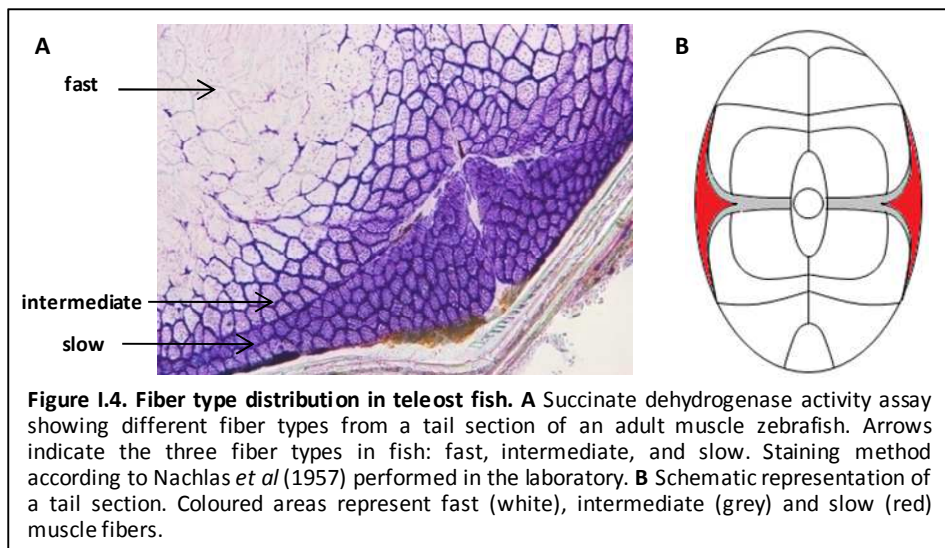 A
B
fast
intermediate
slow
Figure I.4. Fiber type distribution in teleost fish. A Succinate dehydrogenase activity assay
showing different fiber types from a tail section of an adult muscle zebrafish. Arrows
indicate the three fiber types in fish: fast, intermediate, and slow. Staining method
according to Nachlas et al (1957) performed in the laboratory. B Schematic representation of
a tail section. Coloured areas represent fast (white), intermediate (grey) and slow (red)
muscle fibers.